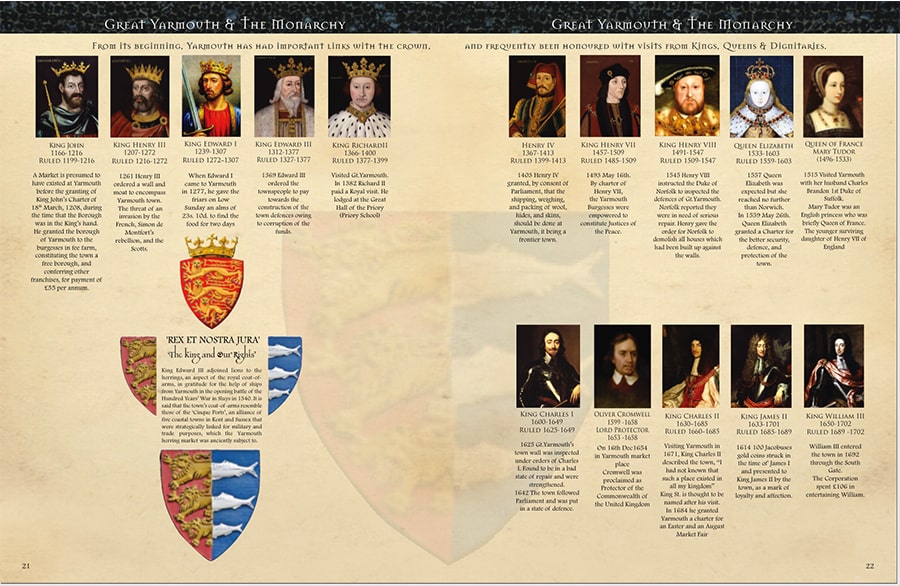 Great Yarmouth & The Monarchy
From its beginning, Yarmouth has had important links with the crown,
King John
1166-1216
Ruled 1199-1216
A Market is presumed to
have existed at Yarmouth
before the granting of
King John's Charter of
18th March, 1208, during
the time that the Borough
was in the King's hand.
He granted the borough
of Yarmouth to the
burgesses in fee farm,
constituting the town a
free borough, and
conferring other
franchises, for payment of
£55 per annum.
King Henry III
1207-1272
Ruled 1216-1272
1261 Henry III
ordered a wall and
moat to encompass
Yarmouth town.
The threat of an
invasion by the
French, Simon de
Montfort's
rebellion, and the
Scotts.
King Edward I
1239-1307
Ruled 1272-1307
When Edward I
came to Yarmouth
in 1277, he gave the
friars on Low
Sunday an alms of
23s. 10d. to find the
food for two days
King Edward III
1312-1377
Ruled 1327-1377
1369 Edward III
ordered the
townspeople to pay
towards the
construction of the
town defences owing
to corruption of the
funds.
King Richard II
1366-1400
Ruled 1377-1399
Visited Gt.Yarmouth.
In 1382 Richard II
paid a Royal visit. He
lodged at the Great
Hall of the Priory
(Priory School)
'REX ET NOSTRA JURA'
'The King and Our Rights'
King Edward III adjoined lions to the
herrings, an aspect of the royal coat-of-
arms, in gratitude for the help of ships
from Yarmouth in the opening battle of the
Hundred Years' War in Sluys in 1340. It is
said that the town's coat-of-arms resemble
those of the 'Cinque Ports', an alliance of
five coastal towns in Kent and Sussex that
were strategically linked for military and
trade purposes, which the Yarmouth
herring market was anciently subject to.
21
Great Yarmouth & The Monarchy
and frequently been honoured with visits from Kings, Queens & Dignitaries.
Henry IV
1367-1413
Ruled 1399-1413
1405 Henry IV
granted, by consent of
Parliament, that the
shipping, weighing,
and packing of wool,
hides, and skins,
should be done at
Yarmouth, it being a
frontier town.
King Henry VII
1457-1509
Ruled 1485-1509
1493 May 16th.
By charter of
Henry VII,
the Yarmouth
Burgesses were
empowered to
constitute Justices of
the Peace.
King Henry VIII
1491-1547
Ruled 1509-1547
1545 Henry VIII
instructed the Duke of
Norfolk to inspected the
defences of Gt.Yarmouth.
Norfolk reported they
were in need of serious
repair. Henry gave the
order for Norfolk to
demolish all houses which
had been built up against
the walls.
Queen Elizabeth
1533-1603
Ruled 1559-1603
1557 Queen
Elizabeth was
expected but she
reached no further
than Norwich.
In 1559 May 26th.
Queen Elizabeth
granted a Charter for
the better security,
defence, and
protection of the
town.
Queen of France
Mary Tudor
(1496-1533)
1515 Visited Yarmouth
with her husband Charles
Brandon 1st Duke of
Suffolk.
Mary Tudor was an
English princess who was
briefly Queen of France.
The younger surviving
daughter of Henry VII of
England
King Charles I
1600-1649
Ruled 1625-1649
1625 Gt.Yarmouth's
town wall was inspected
under orders of Charles
I. Found to be in a bad
state of repair and were
strengthened.
1642 The town followed
Parliament and was put
in a state of defence.
Oliver Cromwell
1599 -1658
Lord Protector
1653 -1658
On 16th Dec1654
in Yarmouth market
place
Cromwell was
proclaimed as
Protector of the
Commonwealth of
the United Kingdom
King Charles II
1630-1685
Ruled 1660-1685
Visiting Yarmouth in
1671, King Charles II
described the town, "I
had not known that
such a place existed in
all my kingdom"
King St. is thought to be
named after his visit.
In 1684 he granted
Yarmouth a charter for
an Easter and an August
Market Fair
King James II
1633-1701
Ruled 1685-1689
1614 100 Jacobuses
gold coins struck in
the time of James I
and presented to
King James II by the
town, as a mark of
loyalty and affection.
King William III
1650-1702
Ruled 1689 -1702
William III entered
the town in 1692
through the South
Gate.
The Corporation
spent £106 in
entertaining William.
22